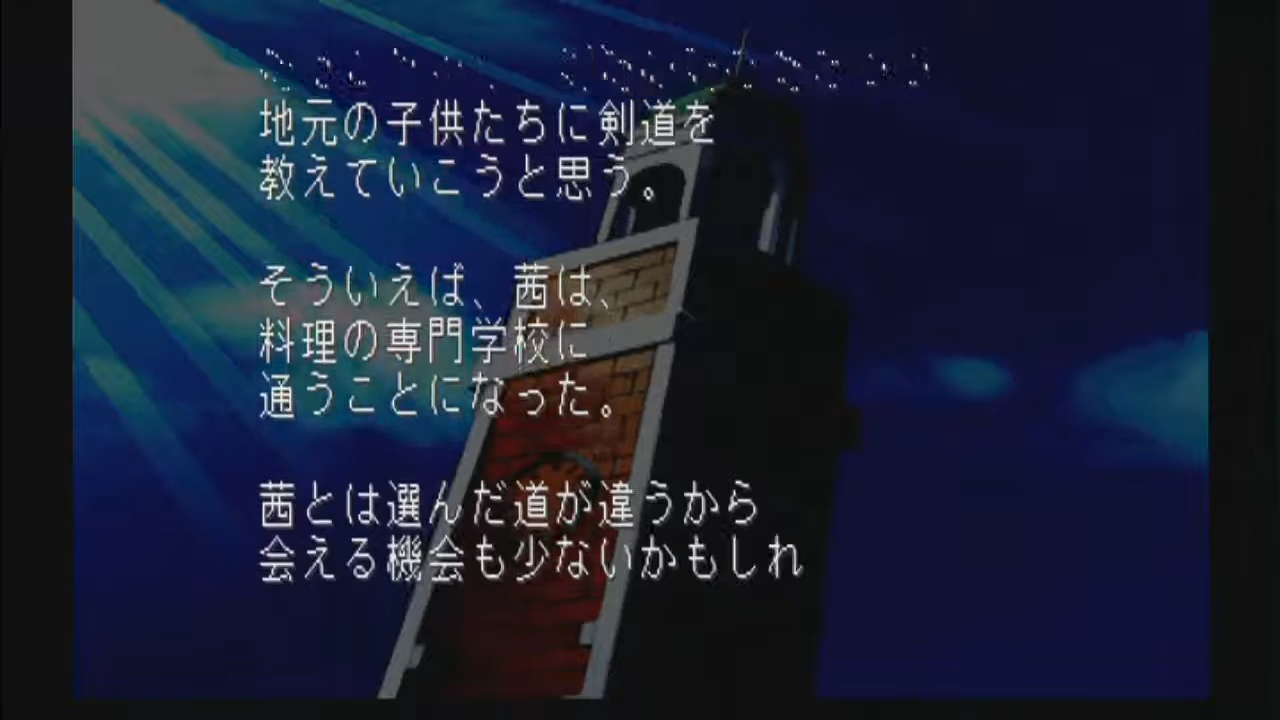 地元の子供たちに剣道を
教えていこうと思う。
そういえば、茜は、
料理の専門学校に
通うことになった。
茜とは選んだ道が違うから
会える機会も少ないかもしれ